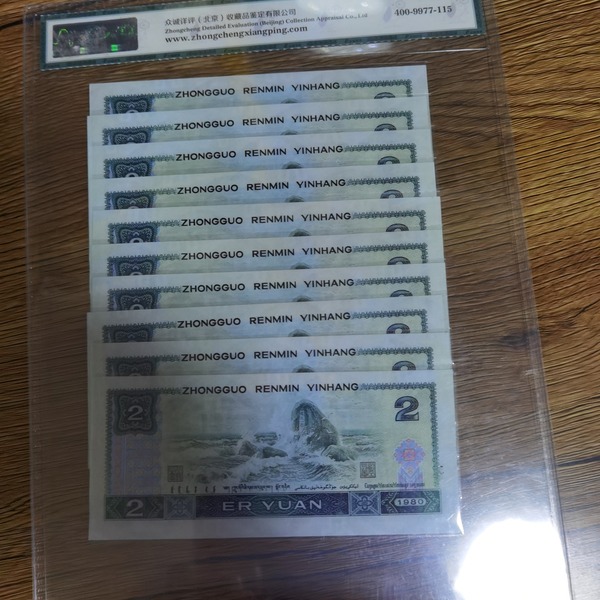 众诚评评（北京）收藏品鉴定有限公司
Zhongcheng Detailed Evaluation (Beijing) Collection Appraisal Co., Ltd
www.zhongchengxiangping.com
400-9977-115
ZHONGGUO RENMIN YINHANG
ZHONGGUO RENMIN YINHANG
ZHONGGUO RENMIN YINHANG
ZHONGGUO RENMIN YINHANG
ZHONGGUO RENMIN YINHANG
ZHONGGUO RENMIN YINHANG
ZHONGGUO RENMIN YINHANG
ZHONGGUO RENMIN YINHANG
ZHONGGUO RENMIN YINHANG
ZHONGGUO RENMIN YINHANG
2 2
2 ER YUAN 1980